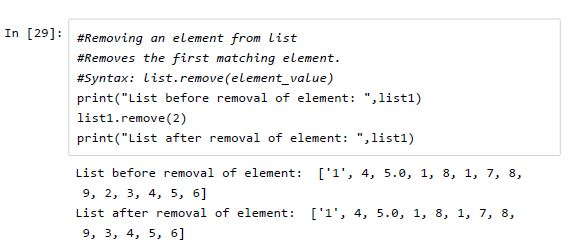 In [29]: #Removing an element from list
#Removes the first matching element.
#Syntax: list.remove(element_value)
print("List before removal of element: ",list1)
list1.remove(2)
print("List after removal of element: ",list1)
List before removal of element:  ['1', 4, 5.0, 1, 8, 1, 7, 8,
9, 2, 3, 4, 5, 6]
List after removal of element:  ['1', 4, 5.0, 1, 8, 1, 7, 8,
9, 3, 4, 5, 6]